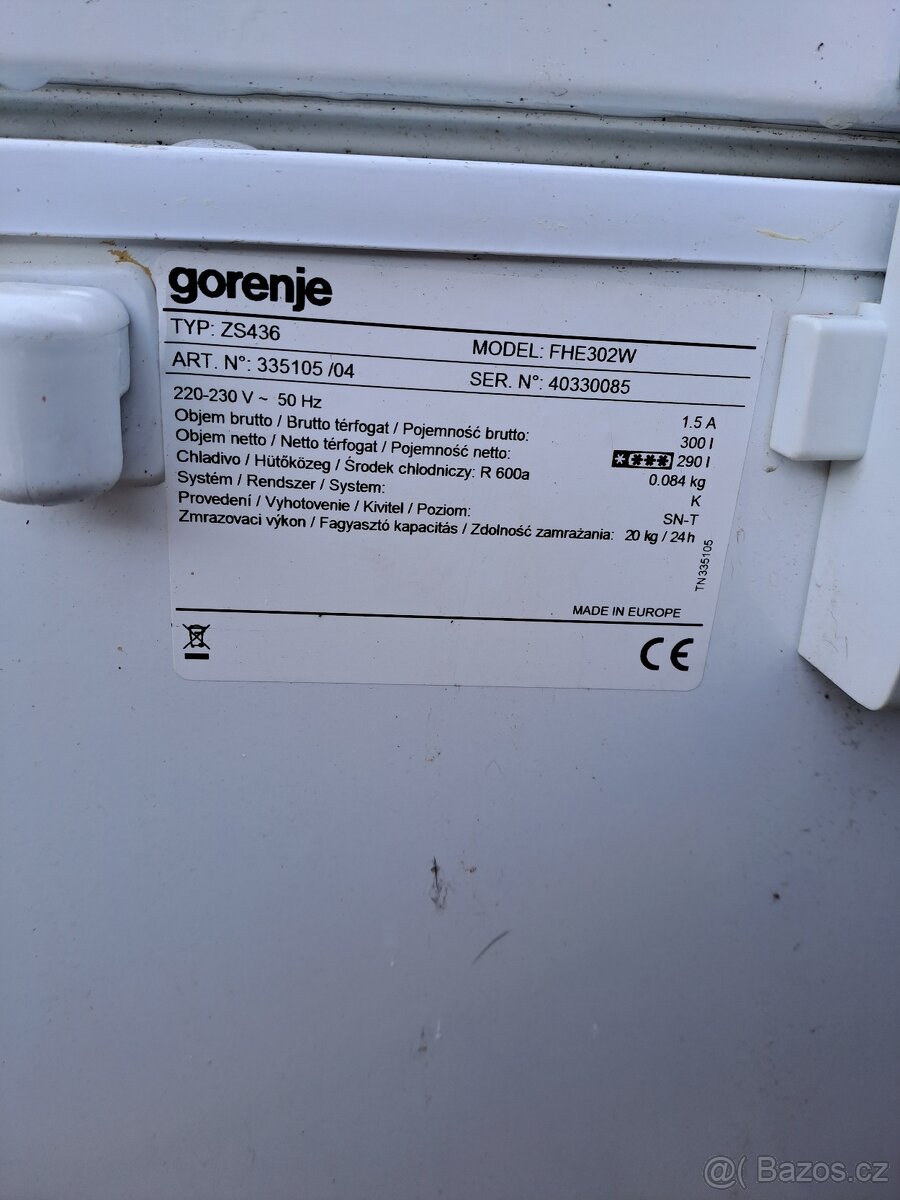 gorenje
TYP: ZS436 MODEL: FHE302W
ART. N°: 335105 /04 SER. N°: 40330085
220-230 V ~ 50 Hz 1.5 A
Objem brutto / Brutto térfogat / Pojemność brutto: 300 l
Objem netto / Netto térfogat / Pojemność netto: 290 l
Chladivo / Hűtőközeg / Środek chłodniczy: R 600a 0.084 kg
Systém / Rendszer / System: K
Provedení / Vyhotovenie / Kivitel / Poziom: SN-T
Zmrazovaci výkon / Fagyasztó kapacitás / Zdolność zamrażania: 20 kg / 24h
TN335105
MADE IN EUROPE
CE
@( Bazos.cz